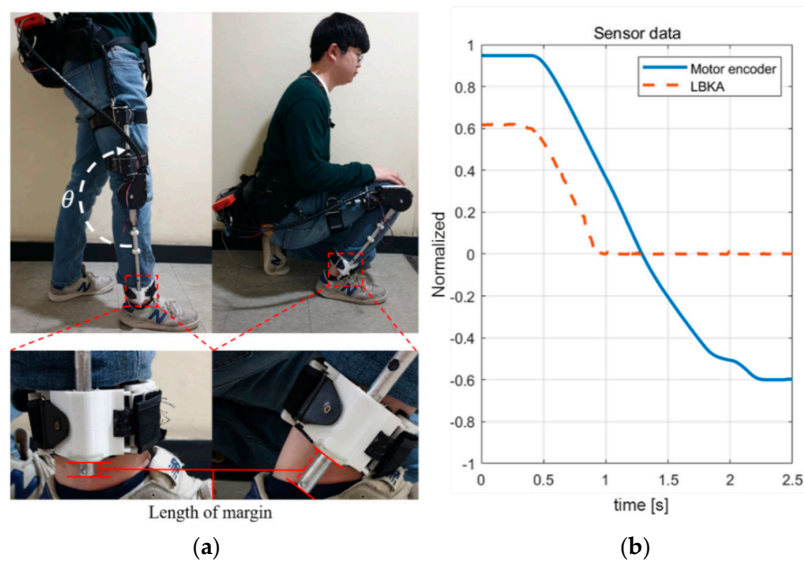 θ
Length of margin
(a)
(b)
Sensor data
Motor encoder
LBKA
Normalized
1
0.8
0.6
0.4
0.2
0
-0.2
-0.4
-0.6
-0.8
-1
0
0.5
1
1.5
2
2.5
time [s]